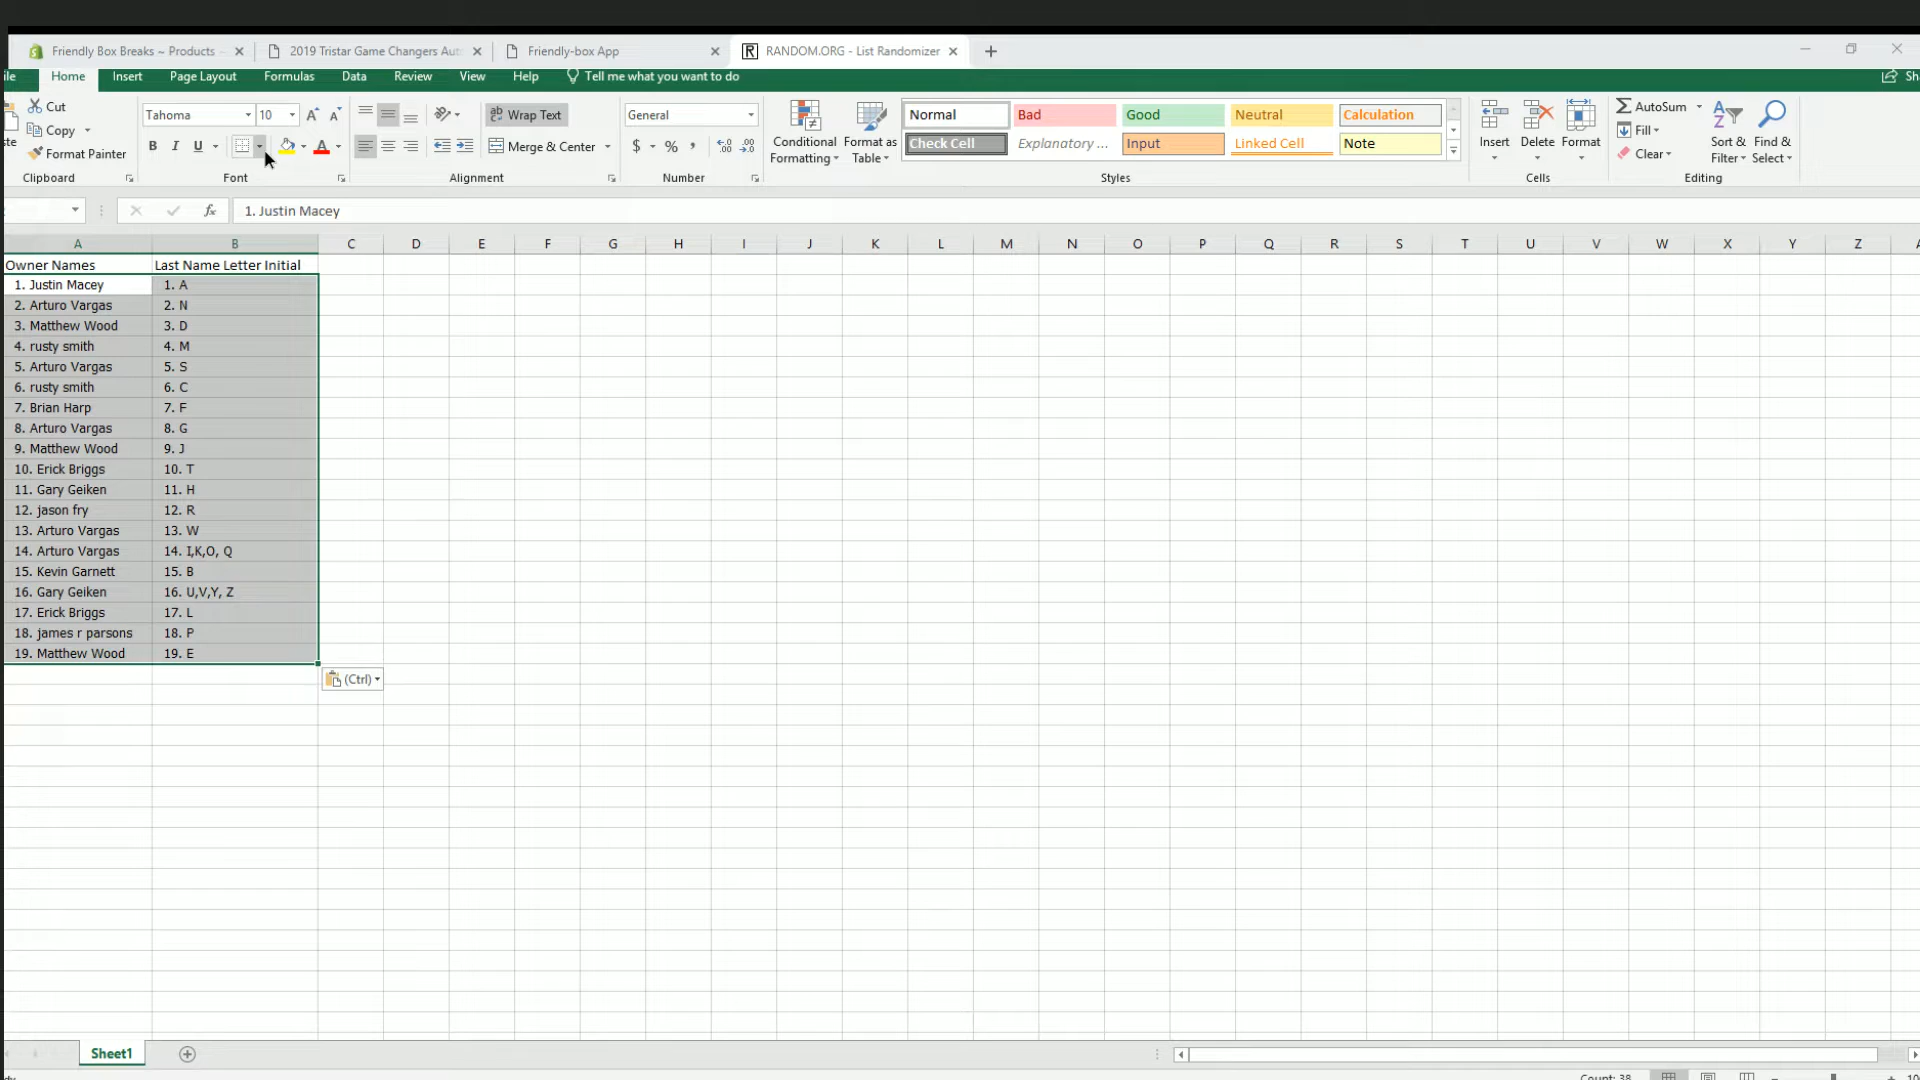 Friendly Box Breaks ~ Products
2019 Tristar Game Changers Aut
Friendly-box App
RANDOM.ORG - List Randomizer
Home Insert Page Layout Formulas Data Review View Help Tell me what you want to do
Cut
Copy
Format Painter
Clipboard
Tahoma 10
B I U
Font
Wrap Text
Merge & Center
Alignment
General
$ % ,
Number
Conditional Formatting
Format as Table
Normal Bad Good Neutral Calculation
Check Cell Explanatory ... Input Linked Cell Note
Styles
Insert Delete Format
Cells
AutoSum
Fill
Clear
Sort & Filter
Find & Select
Editing
fx 1. Justin Macey
A B C D E F G H I J K L M N O P Q R S T U V W X Y Z
Owner Names Last Name Letter Initial
1. Justin Macey 1. A
2. Arturo Vargas 2. N
3. Matthew Wood 3. D
4. rusty smith 4. M
5. Arturo Vargas 5. S
6. rusty smith 6. C
7. Brian Harp 7. F
8. Arturo Vargas 8. G
9. Matthew Wood 9. J
10. Erick Briggs 10. T
11. Gary Geiken 11. H
12. jason fry 12. R
13. Arturo Vargas 13. W
14. Arturo Vargas 14. I,K,O, Q
15. Kevin Garnett 15. B
16. Gary Geiken 16. U,V,Y, Z
17. Erick Briggs 17. L
18. james r parsons 18. P
19. Matthew Wood 19. E
(Ctrl)
Sheet1
Count: 38